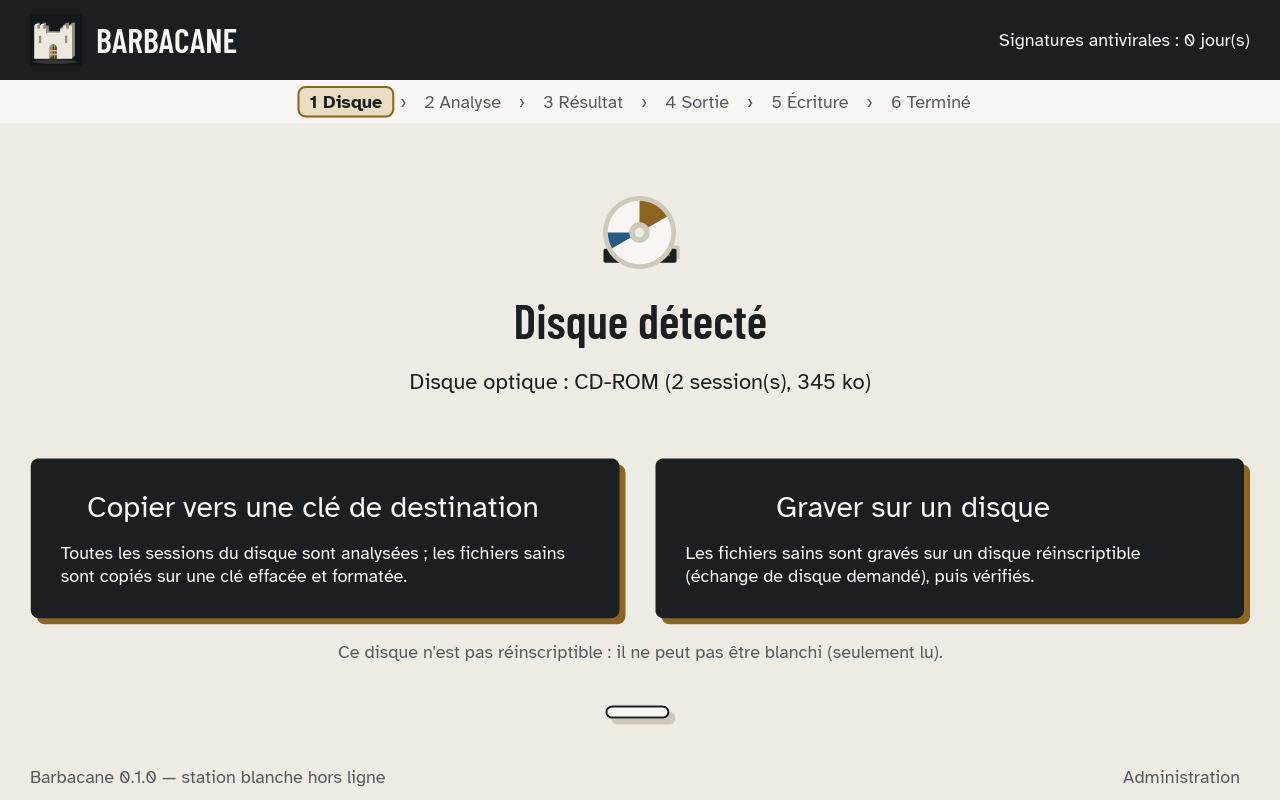 BARBACANE
Signatures antivirales : 0 jour(s)
1 Disque › 2 Analyse › 3 Résultat › 4 Sortie › 5 Écriture › 6 Terminé
Disque détecté
Disque optique : CD-ROM (2 session(s), 345 ko)
Copier vers une clé de destination
Toutes les sessions du disque sont analysées ; les fichiers sains
sont copiés sur une clé effacée et formatée.
Graver sur un disque
Les fichiers sains sont gravés sur un disque réinscriptible
(échange de disque demandé), puis vérifiés.
Ce disque n'est pas réinscriptible : il ne peut pas être blanchi (seulement lu).
Barbacane 0.1.0 — station blanche hors ligne
Administration